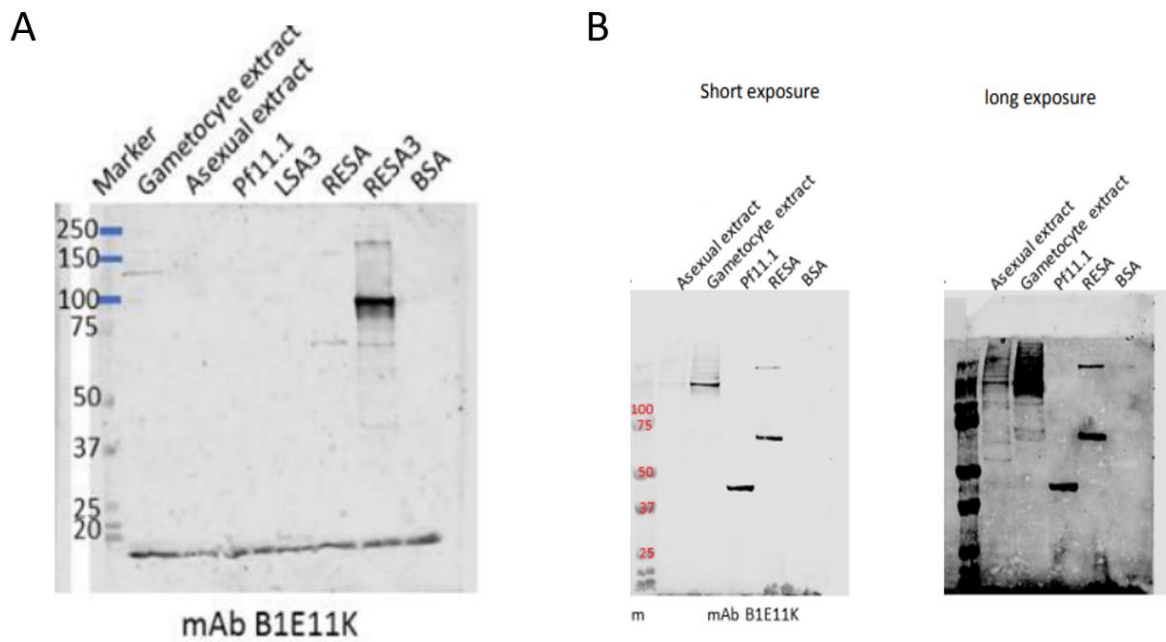 A
Marker
Gametocyte extract
Asexual extract
Pf11.1
LSA3
RESA
RESA3
BSA
250
150
100
75
50
37
25
20
mAb B1E11K
B
Short exposure
Asexual extract
Gametocyte extract
Pf11.1
RESA
BSA
100
75
50
37
25
m
mAb B1E11K
long exposure
Asexual extract
Gametocyte extract
Pf11.1
RESA
BSA